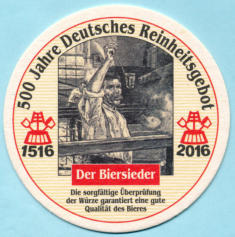 500 Jahre Deutsches Reinheitsgebot
1516
2016
Der Biersieder
Die sorgfältige Überprüfung
der Würze garantiert eine gute
Qualität des Bieres